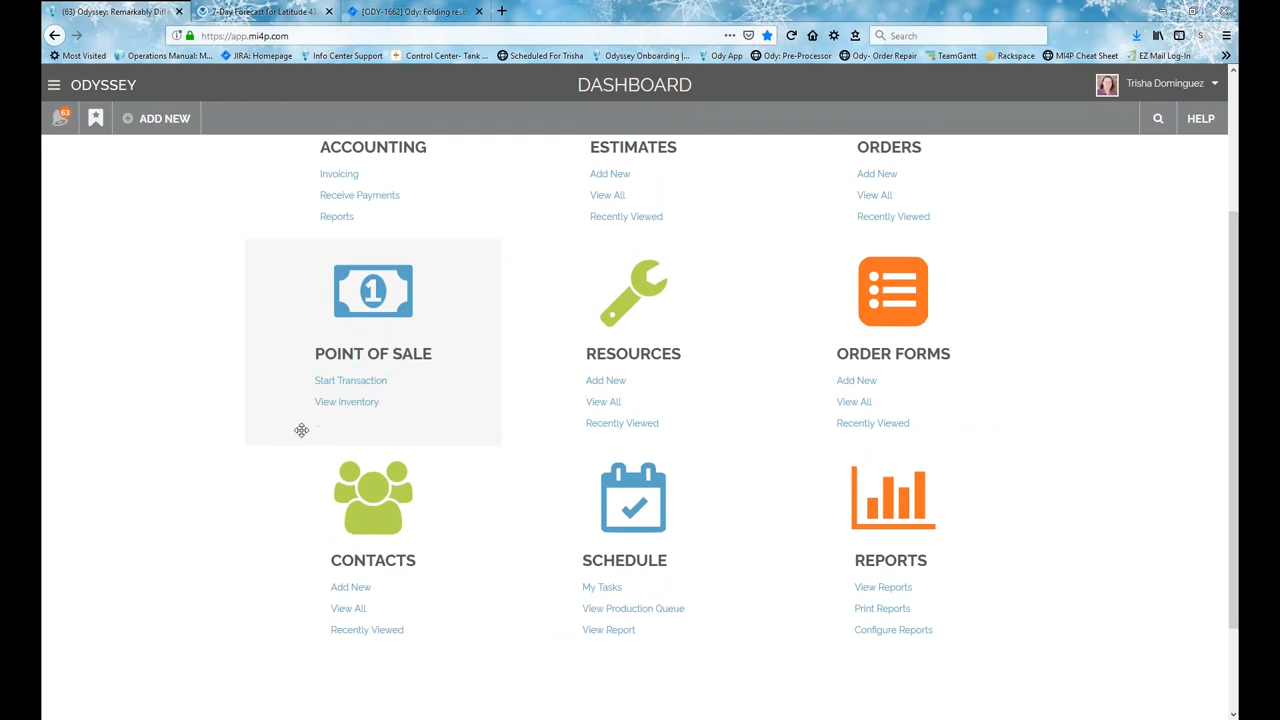 (63) Odyssey: Remarkably Diff
7-Day Forecast for Latitude 43.
[ODY-1662] Ody: Folding reso
https://app.mi4p.com
Search
Most Visited
Operations Manual: M...
JIRA: Homepage
Info Center Support
Control Center- Tank ...
Scheduled For Trisha
Odyssey Onboarding |...
Ody App
Ody: Pre-Processor
Ody- Order Repair
TeamGantt
Rackspace
MI4P Cheat Sheet
EZ Mail Log-In
ODYSSEY
DASHBOARD
Trisha Dominguez
63
ADD NEW
HELP
ACCOUNTING
Invoicing
Receive Payments
Reports
ESTIMATES
Add New
View All
Recently Viewed
ORDERS
Add New
View All
Recently Viewed
1
POINT OF SALE
Start Transaction
View Inventory
RESOURCES
Add New
View All
Recently Viewed
ORDER FORMS
Add New
View All
Recently Viewed
CONTACTS
Add New
View All
Recently Viewed
SCHEDULE
My Tasks
View Production Queue
View Report
REPORTS
View Reports
Print Reports
Configure Reports